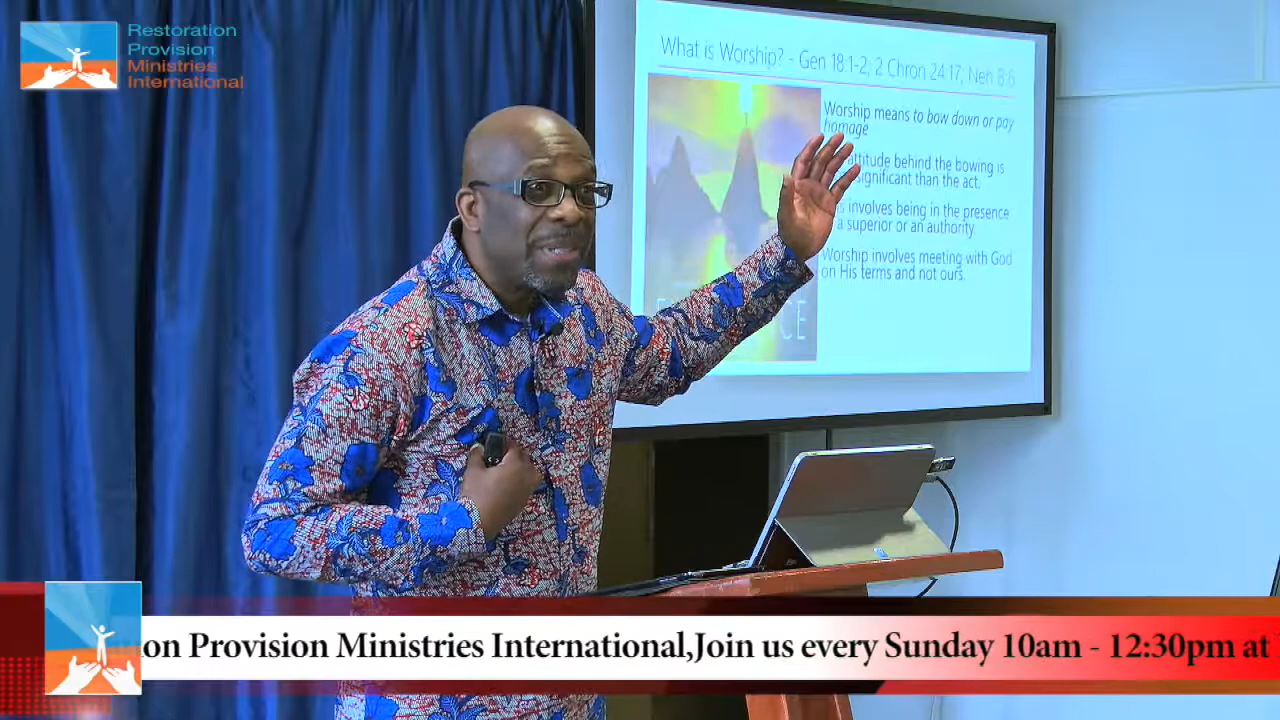 Restoration
Provision
Ministries
International
What is Worship? - Gen 18:1-2; 2 Chron 24:17; Neh 8:6
Worship means to bow down or pay
homage
attitude behind the bowing is
significant than the act.
involves being in the presence
a superior or an authority.
Worship involves meeting with God
on His terms and not ours.
CE
on Provision Ministries International,Join us every Sunday 10am - 12:30pm at